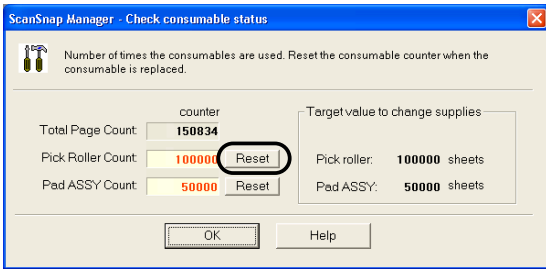 ScanSnap Manager - Check consumable status
Number of times the consumables are used. Reset the consumable counter when the
consumable is replaced.
counter
Target value to change supplies
Total Page Count: 150834
Pick Roller Count: 100000 Reset
Pick roller: 100000 sheets
Pad ASSY Count: 50000 Reset
Pad ASSY: 50000 sheets
OK
Help